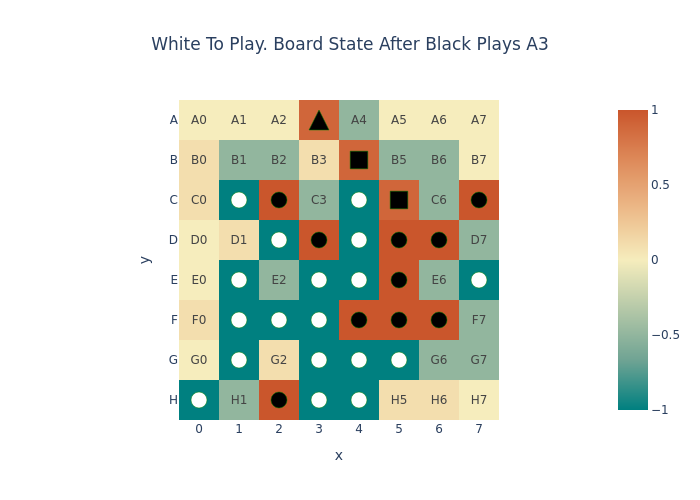 White To Play. Board State After Black Plays A3
A A0 A1 A2 A4 A5 A6 A7
B B0 B1 B2 B3 B5 B6 B7
C C0 C3 C6
D D0 D1 D7
E E0 E2 E6
F F0 F7
G G0 G2 G6 G7
H H1 H5 H6 H7
0 1 2 3 4 5 6 7
x
y
1
0.5
0
−0.5
−1